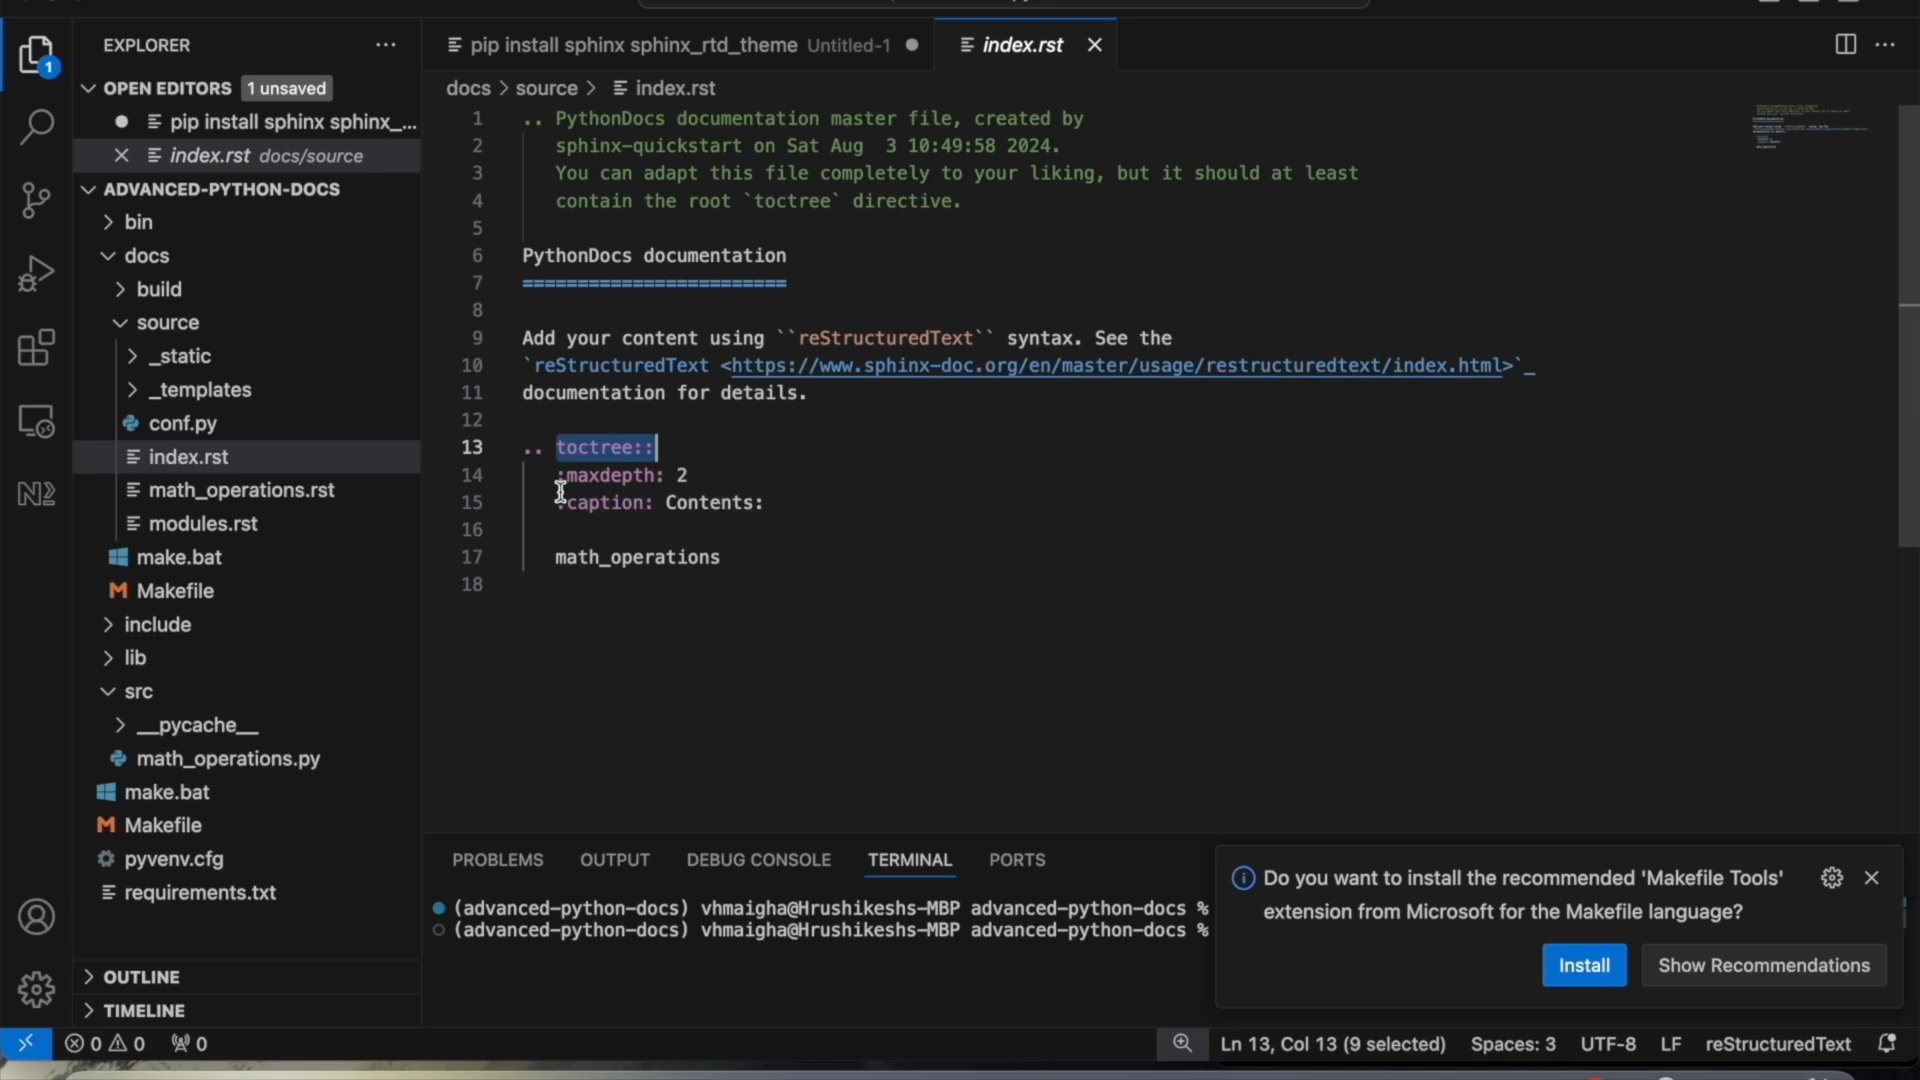 EXPLORER
OPEN EDITORS 1 unsaved
pip install sphinx sphinx_...
index.rst docs/source
ADVANCED-PYTHON-DOCS
bin
docs
build
source
_static
_templates
conf.py
index.rst
math_operations.rst
modules.rst
make.bat
Makefile
include
lib
src
__pycache__
math_operations.py
make.bat
Makefile
pyvenv.cfg
requirements.txt
OUTLINE
TIMELINE
pip install sphinx sphinx_rtd_theme Untitled-1
index.rst
docs > source > index.rst
1 .. PythonDocs documentation master file, created by
2 sphinx-quickstart on Sat Aug  3 10:49:58 2024.
3 You can adapt this file completely to your liking, but it should at least
4 contain the root `toctree` directive.
5
6 PythonDocs documentation
7 ========================
8
9 Add your content using ``reStructuredText`` syntax. See the
10 `reStructuredText <https://www.sphinx-doc.org/en/master/usage/restructuredtext/index.html>`_
11 documentation for details.
12
13 .. toctree::
14 :maxdepth: 2
15 :caption: Contents:
16
17 math_operations
18
PROBLEMS OUTPUT DEBUG CONSOLE TERMINAL PORTS
(advanced-python-docs) vhmaigha@Hrushikeshs-MBP advanced-python-docs %
(advanced-python-docs) vhmaigha@Hrushikeshs-MBP advanced-python-docs %
Do you want to install the recommended 'Makefile Tools'
extension from Microsoft for the Makefile language?
Install Show Recommendations
1
0 0 0
Ln 13, Col 13 (9 selected) Spaces: 3 UTF-8 LF reStructuredText